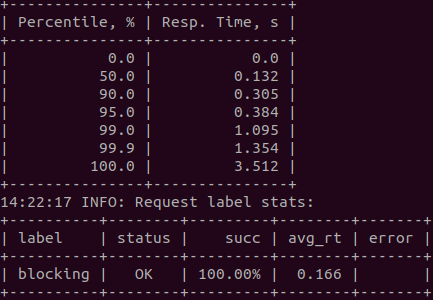 +---------------+---------------+
| Percentile, % | Resp. Time, s |
+---------------+---------------+
|           0.0 |           0.0 |
|          50.0 |         0.132 |
|          90.0 |         0.305 |
|          95.0 |         0.384 |
|          99.0 |         1.095 |
|          99.9 |         1.354 |
|         100.0 |         3.512 |
+---------------+---------------+
14:22:17 INFO: Request label stats:
+----------+--------+---------+--------+-------+
| label    | status |    succ | avg_rt | error |
+----------+--------+---------+--------+-------+
| blocking |   OK   | 100.00% |  0.166 |       |
+----------+--------+---------+--------+-------+